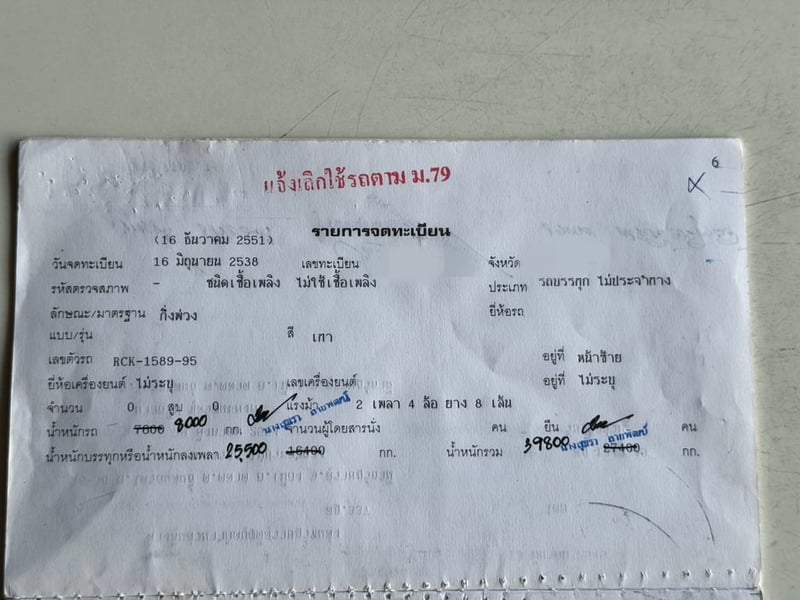 6
แจ้งเลิกใช้รถตาม ม.79
รายการจดทะเบียน
(16 ธันวาคม 2551)
วันจดทะเบียน 16 มิถุนายน 2538 เลขทะเบียน จังหวัด
รหัสตรวจสภาพ - ชนิดเชื้อเพลิง ไม่ใช้เชื้อเพลิง ประเภท รถบรรทุก ไม่ประจำทาง
ลักษณะ/มาตรฐาน กึ่งพ่วง ยี่ห้อรถ
แบบ/รุ่น สี เทา
เลขตัวรถ RCK-1589-95 อยู่ที่ หน้าซ้าย
ยี่ห้อเครื่องยนต์ ไม่ระบุ เลขเครื่องยนต์ อยู่ที่ ไม่ระบุ
จำนวน 0 สูบ 0 แรงม้า 2 เพลา 4 ล้อ ยาง 8 เส้น
น้ำหนักรถ 7600 8000 กก. จำนวนผู้โดยสารนั่ง คน ยืน คน
น้ำหนักบรรทุกหรือน้ำหนักลงเพลา 25,500 16400 กก. น้ำหนักรวม 39800 27400 กก.